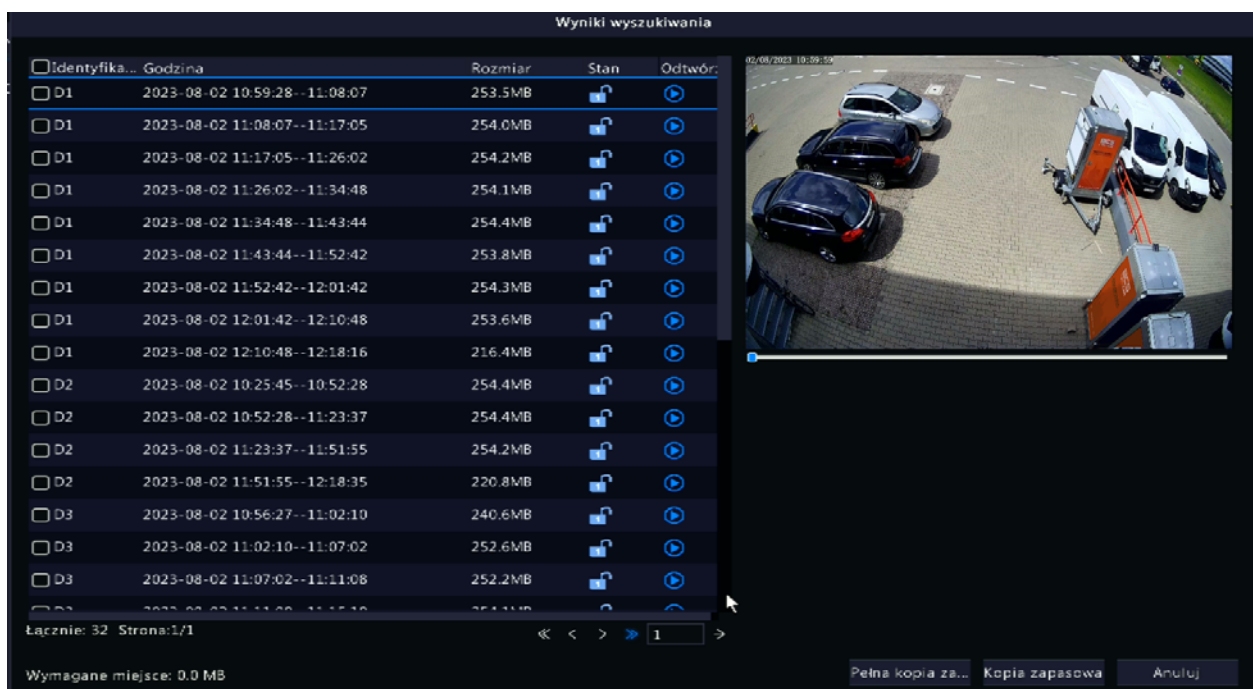 Wyniki wyszukiwania
Identyfika... Godzina Rozmiar Stan Odtwór:
02/08/2023 10:59:59
D1 2023-08-02 10:59:28--11:08:07 253.5MB
D1 2023-08-02 11:08:07--11:17:05 254.0MB
D1 2023-08-02 11:17:05--11:26:02 254.2MB
D1 2023-08-02 11:26:02--11:34:48 254.1MB
D1 2023-08-02 11:34:48--11:43:44 254.4MB
D1 2023-08-02 11:43:44--11:52:42 253.8MB
D1 2023-08-02 11:52:42--12:01:42 254.3MB
D1 2023-08-02 12:01:42--12:10:48 253.6MB
D1 2023-08-02 12:10:48--12:18:16 216.4MB
D2 2023-08-02 10:25:45--10:52:28 254.4MB
D2 2023-08-02 10:52:28--11:23:37 254.4MB
D2 2023-08-02 11:23:37--11:51:55 254.2MB
D2 2023-08-02 11:51:55--12:18:35 220.8MB
D3 2023-08-02 10:56:27--11:02:10 240.6MB
D3 2023-08-02 11:02:10--11:07:02 252.6MB
D3 2023-08-02 11:07:02--11:11:08 252.2MB
Łącznie: 32 Strona:1/1 1
Wymagane miejsce: 0.0 MB
Pełna kopia za... Kopia zapasowa Anuluj